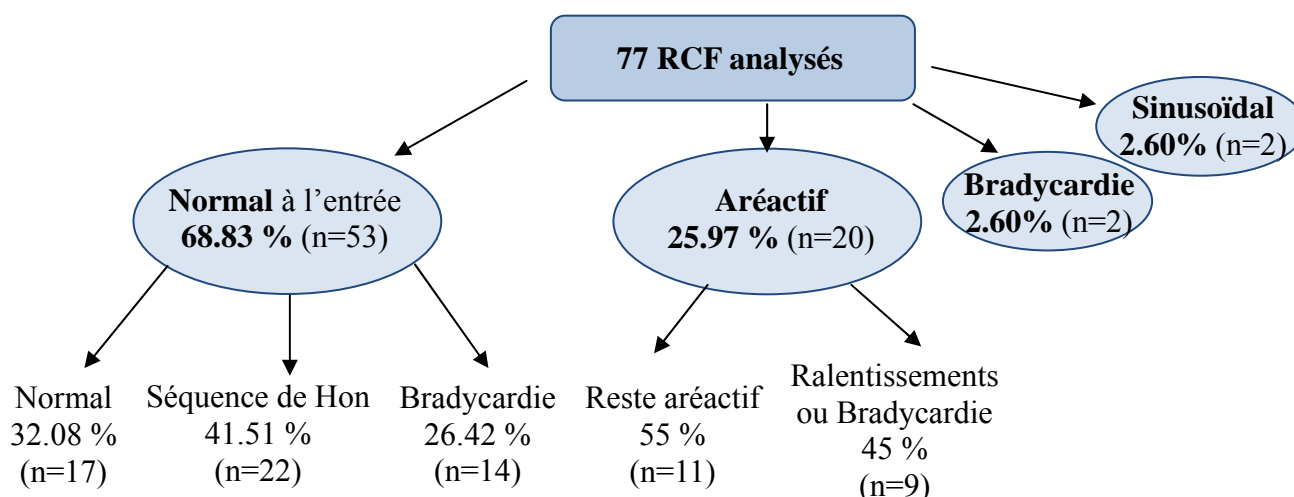 77 RCF analysés
Sinusoïdal
2.60% (n=2)
Bradycardie
2.60% (n=2)
Normal à l’entrée
68.83 % (n=53)
Aréactif
25.97 % (n=20)
Normal
32.08 %
(n=17)
Séquence de Hon
41.51 %
(n=22)
Bradycardie
26.42 %
(n=14)
Reste aréactif
55 %
(n=11)
Ralentissements
ou Bradycardie
45 %
(n=9)